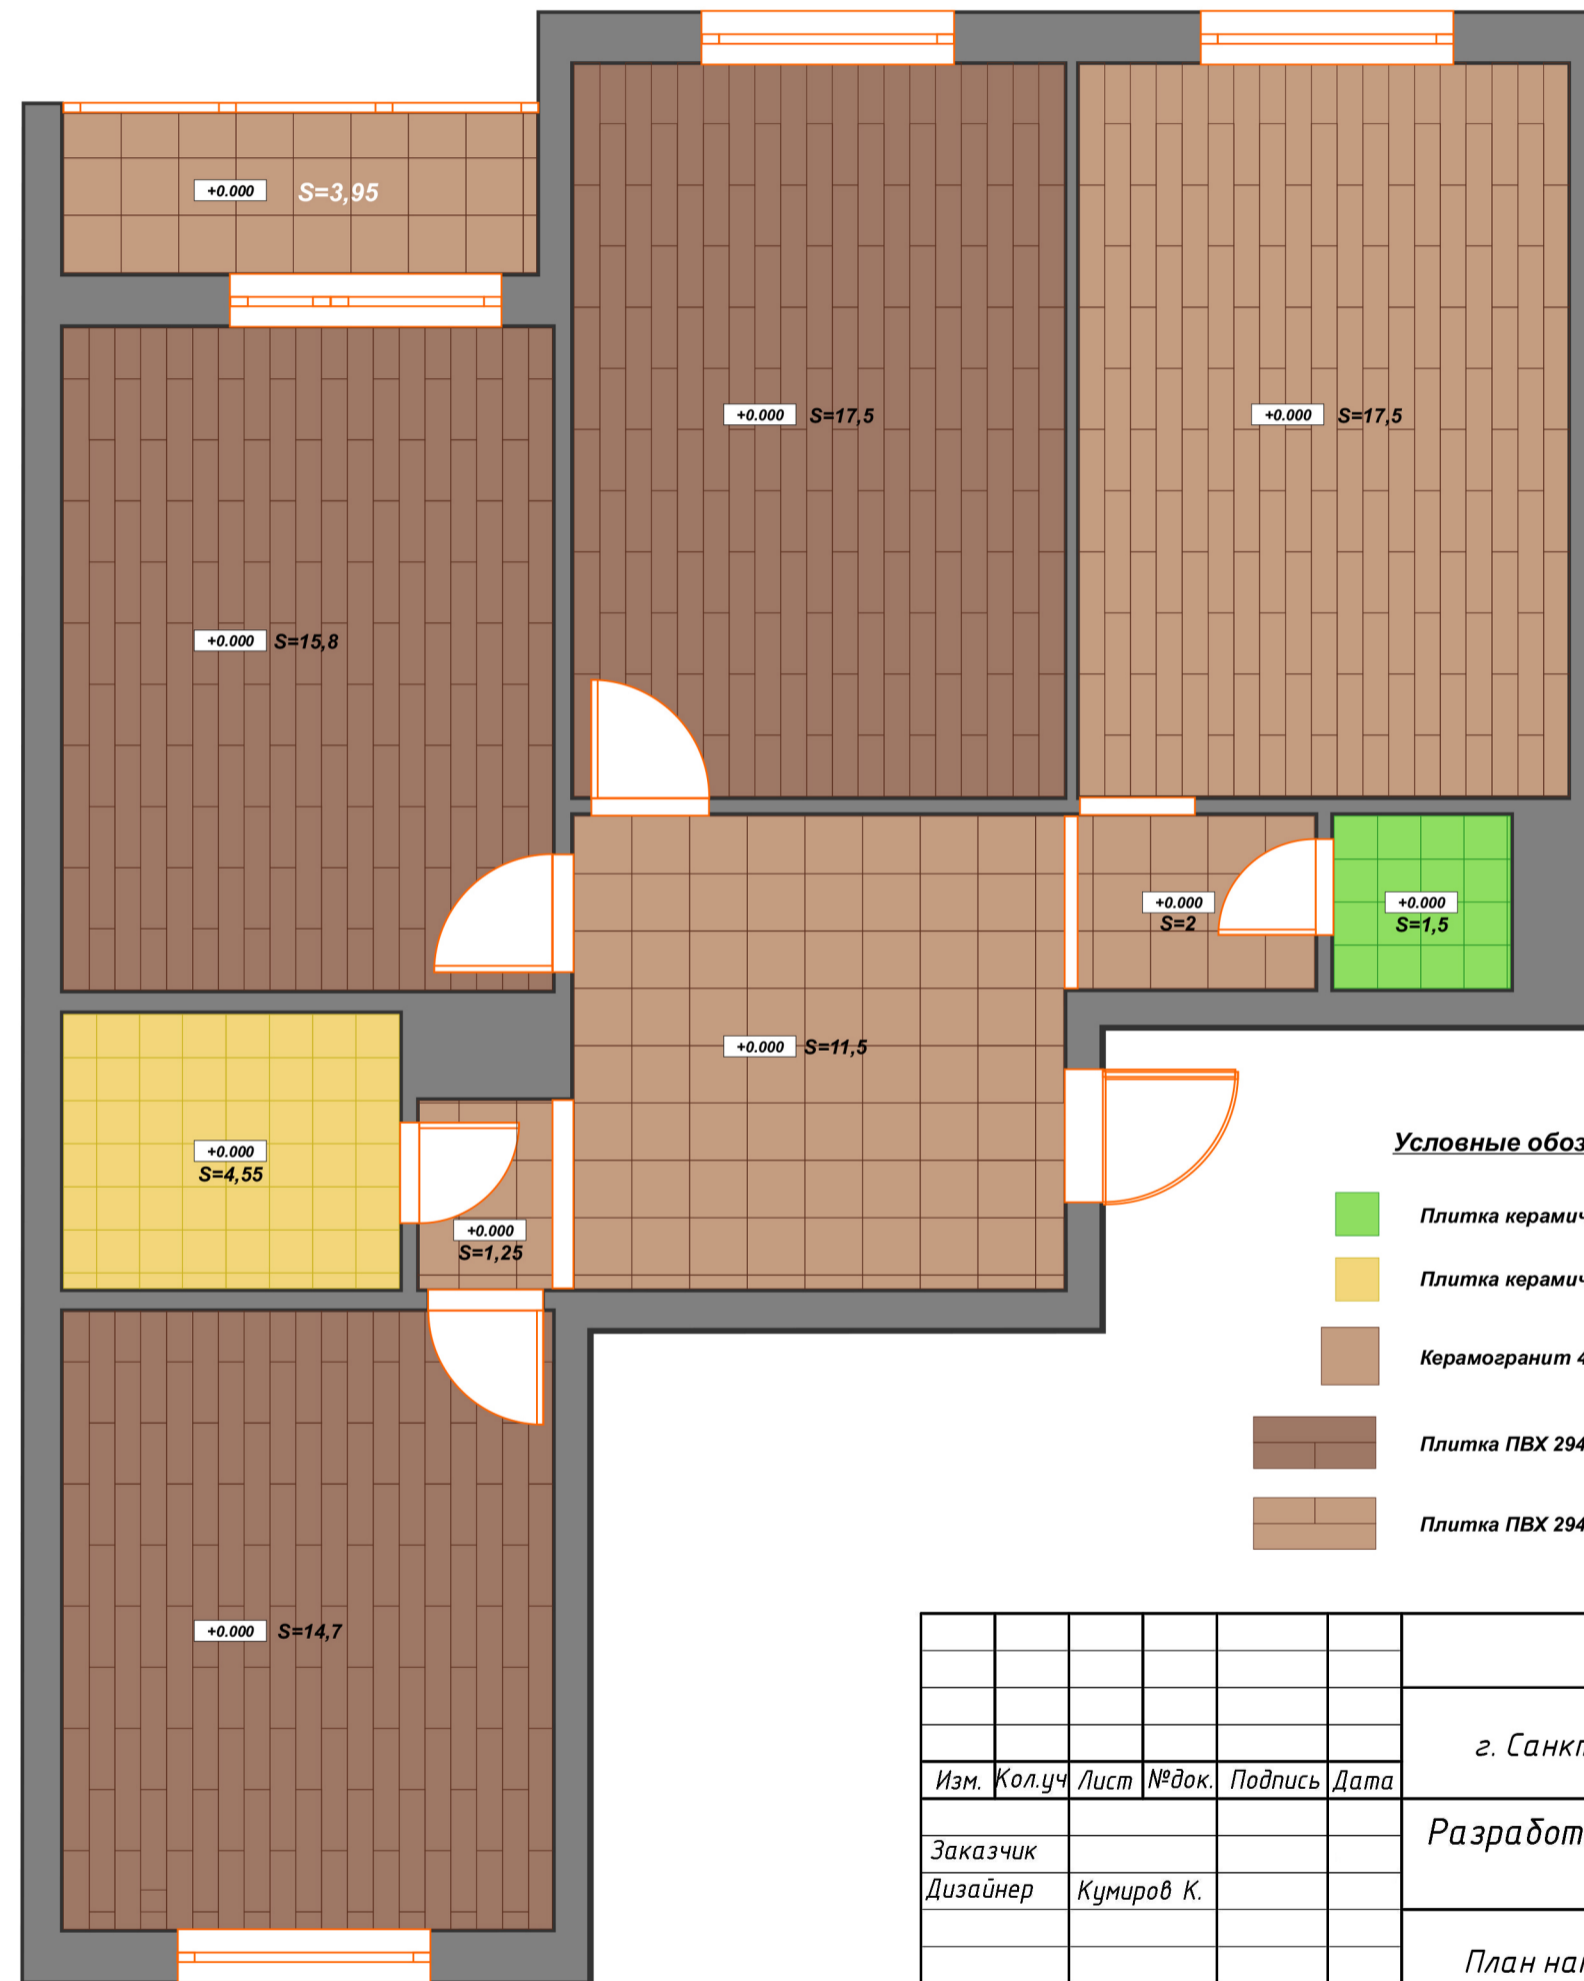 +0.000 S=3,95
+0.000 S=17,5
+0.000 S=17,5
+0.000 S=15,8
+0.000
S=2
+0.000
S=1,5
+0.000 S=11,5
+0.000
S=4,55
+0.000
S=1,25
+0.000 S=14,7
Условные обоз
Плитка керамич
Плитка керамич
Керамогранит 4
Плитка ПВХ 294
Плитка ПВХ 294
г. Санкт
Изм. Кол.уч Лист №док. Подпись Дата
Разработ
Заказчик
Дизайнер Кумиров К.
План нап